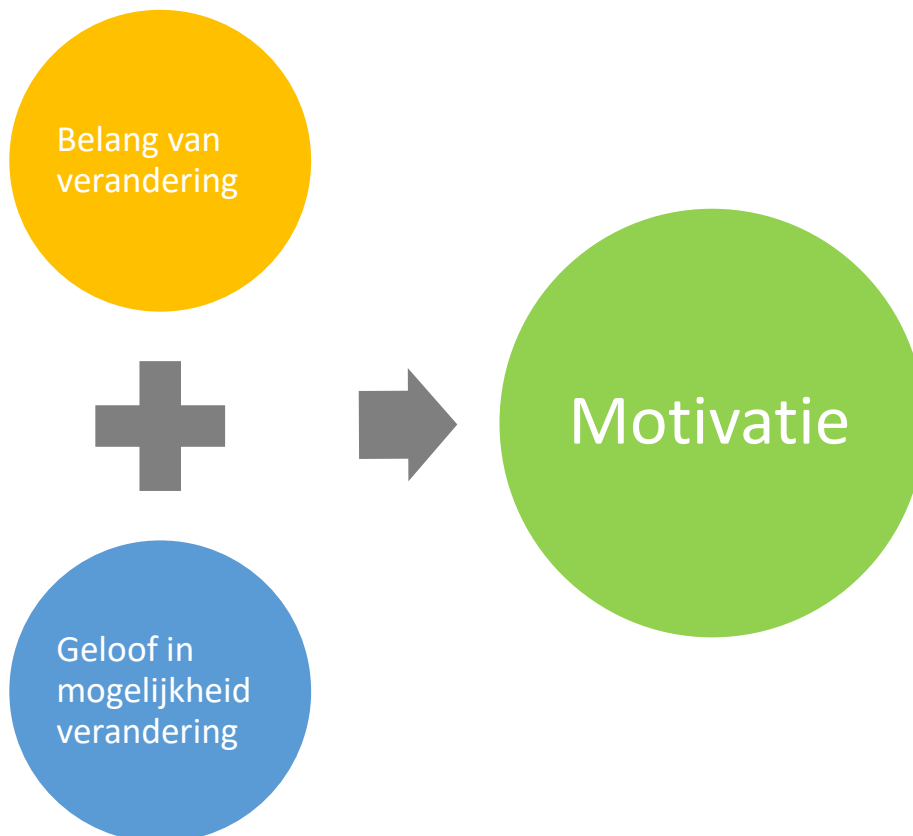 Belang van
verandering
Motivatie
Geloof in
mogelijkheid
verandering